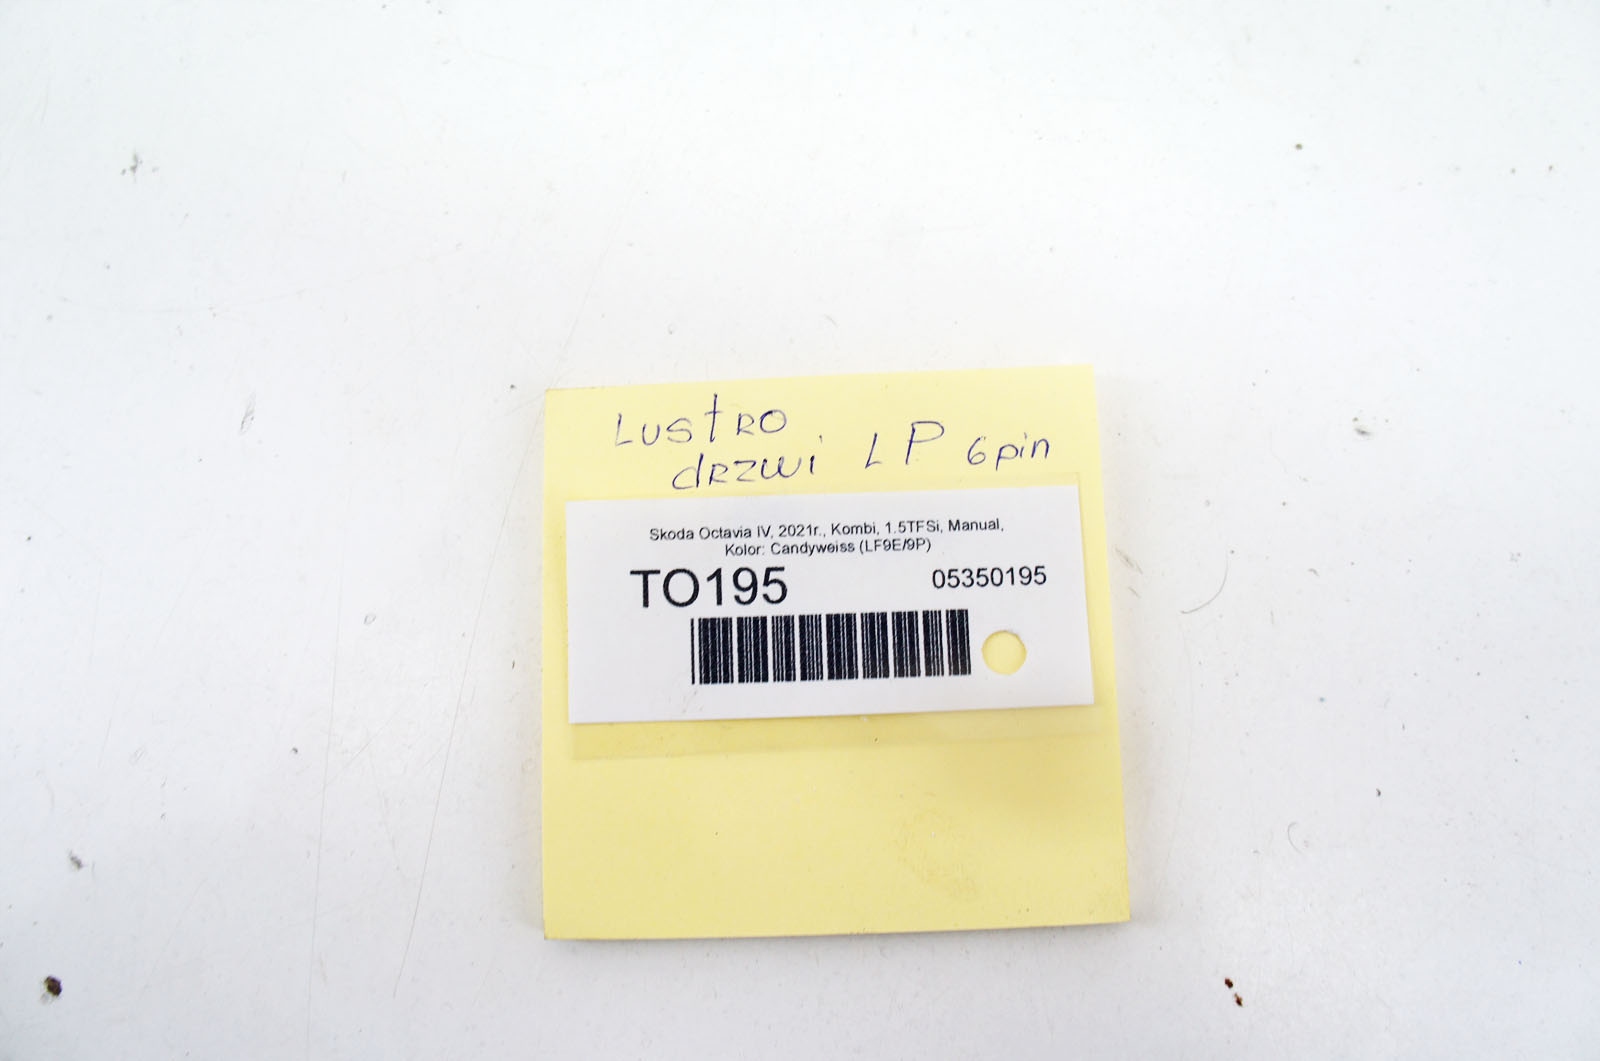 Lustro
drzwi LP 6pin
Skoda Octavia IV, 2021r., Kombi, 1.5TFSi, Manual,
Kolor: Candyweiss (LF9E/9P)
TO195 05350195